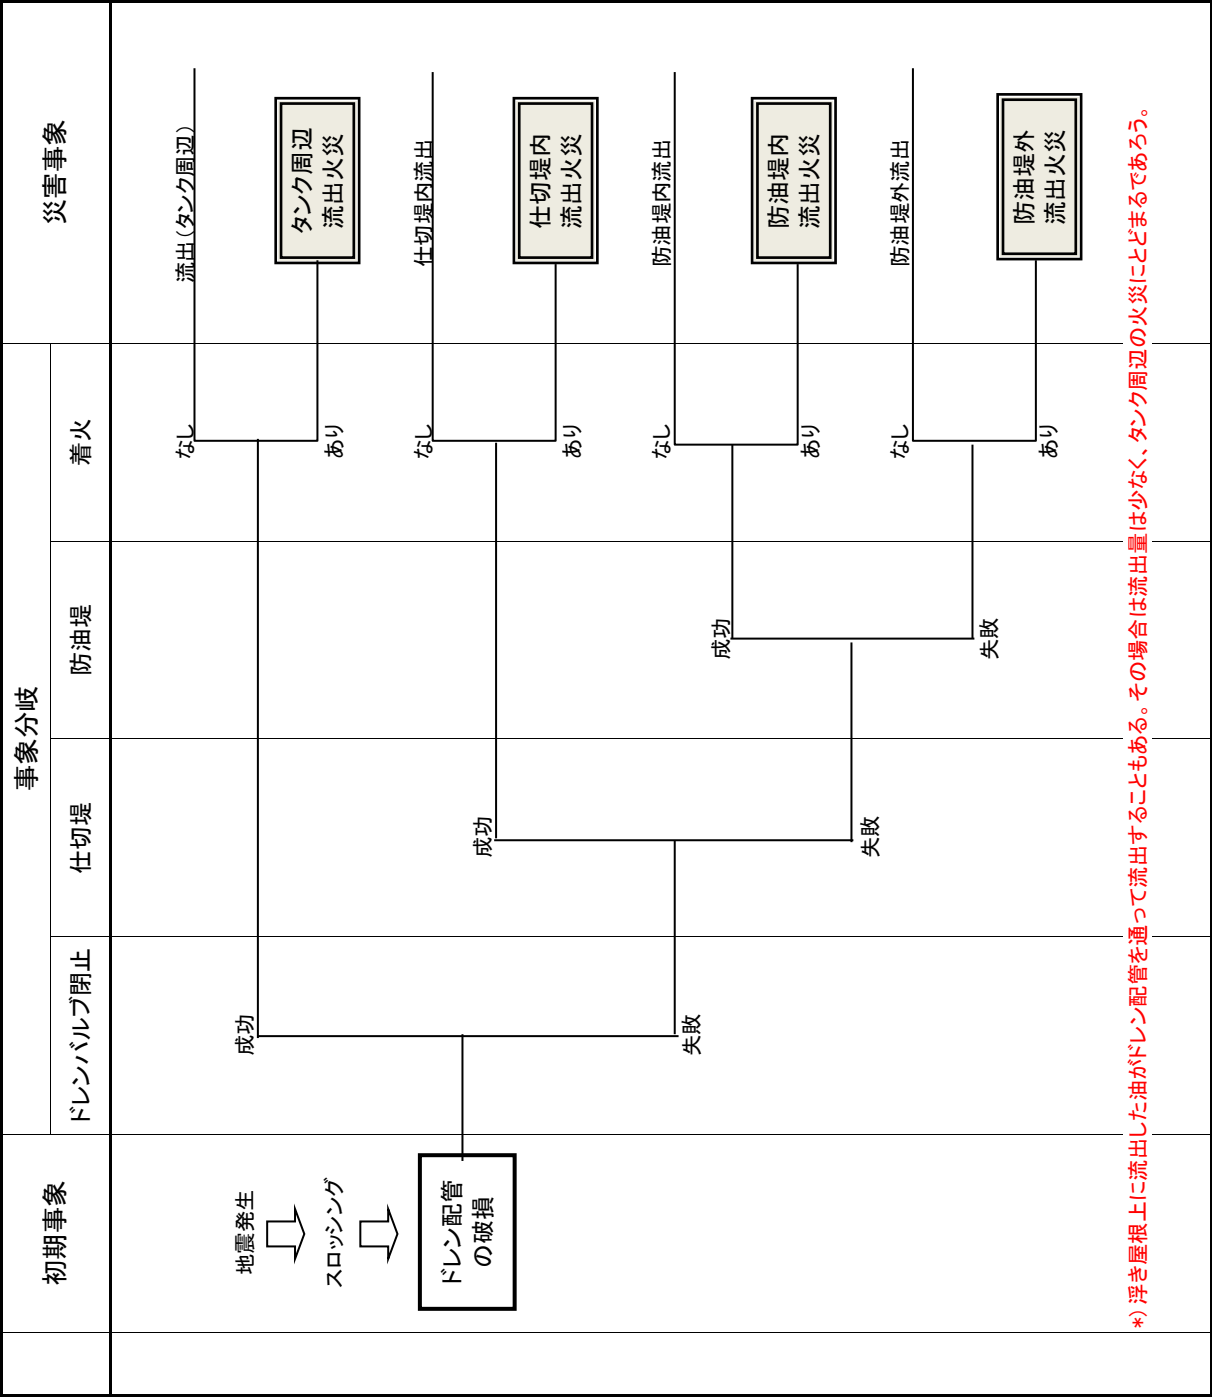 初期事象
事象分岐
災害事象
ドレンバルブ閉止
仕切堤
防油堤
着火
地震発生
スロッシング
ドレン配管
の破損
成功
失敗
成功
失敗
成功
失敗
なし
流出(タンク周辺)
あり
タンク周辺
流出火災
なし
仕切堤内流出
あり
仕切堤内
流出火災
なし
防油堤内流出
あり
防油堤内
流出火災
なし
防油堤外流出
あり
防油堤外
流出火災
*)浮き屋根上に流出した油がドレン配管を通って流出することもある。その場合は流出量は少なく、タンク周辺の火災にとどまるであろう。